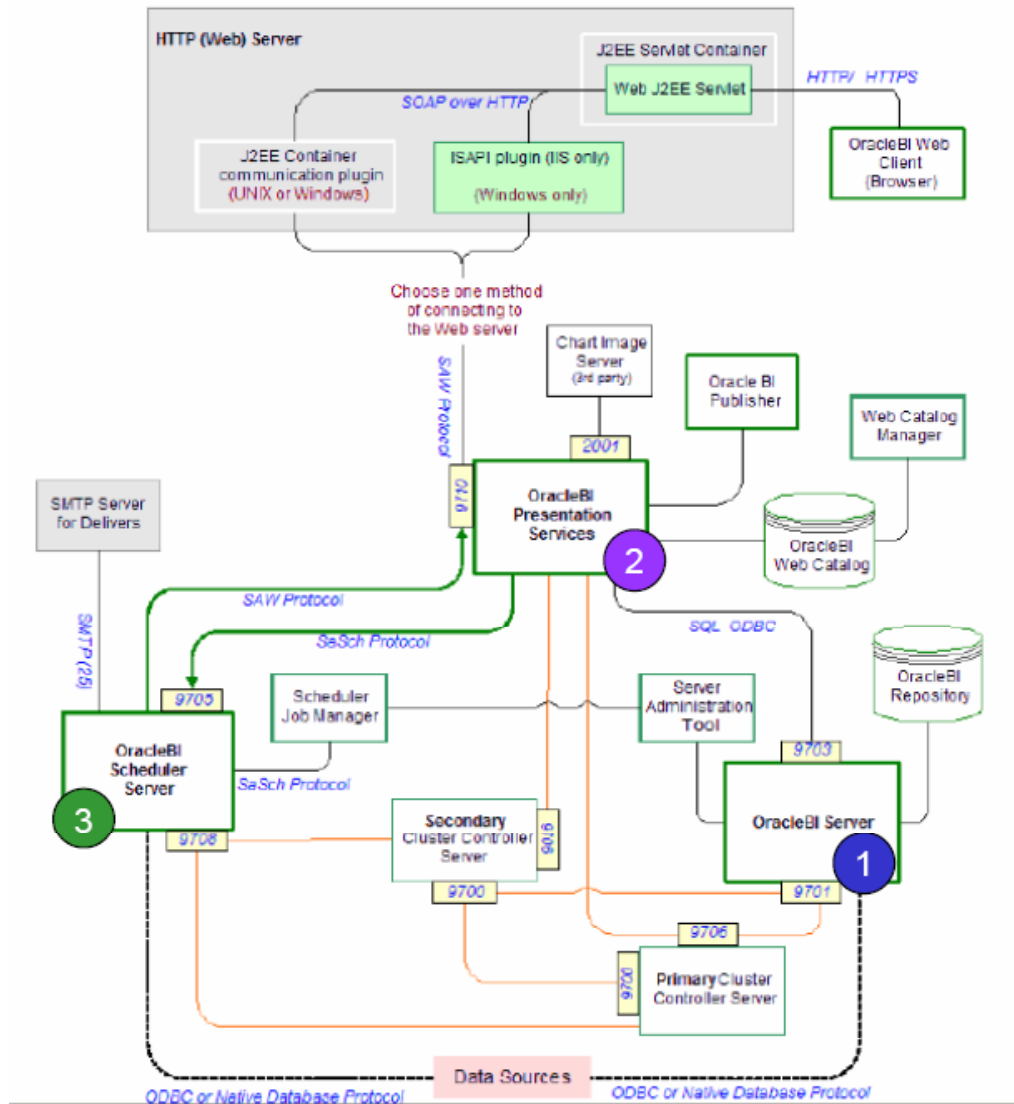 HTTP (Web) Server
J2EE Servlet Container
Web J2EE Servlet
HTTP/ HTTPS
SOAP over HTTP
J2EE Container
communication plugin
(UNIX or Windows)
ISAPI plugin (IIS only)
(Windows only)
OracleBI Web
Client
(Browser)
Choose one method
of connecting to
the Web server
SAW Protocol
Chart Image
Server
(3rd party)
Oracle BI
Publisher
Web Catalog
Manager
2001
9710
OracleBI
Presentation
Services
2
OracleBI
Web Catalog
SMTP Server
for Delivers
SMTP (25)
SAW Protocol
SaSch Protocol
SQL ODBC
OracleBI
Repository
9705
Scheduler
Job Manager
Server
Administration
Tool
9703
OracleBI
Scheduler
Server
3
SaSch Protocol
OracleBI Server
1
9708
Secondary
Cluster Controller
Server
9706
9700
9701
9706
9700
Primary Cluster
Controller Server
Data Sources
ODBC or Native Database Protocol
ODBC or Native Database Protocol